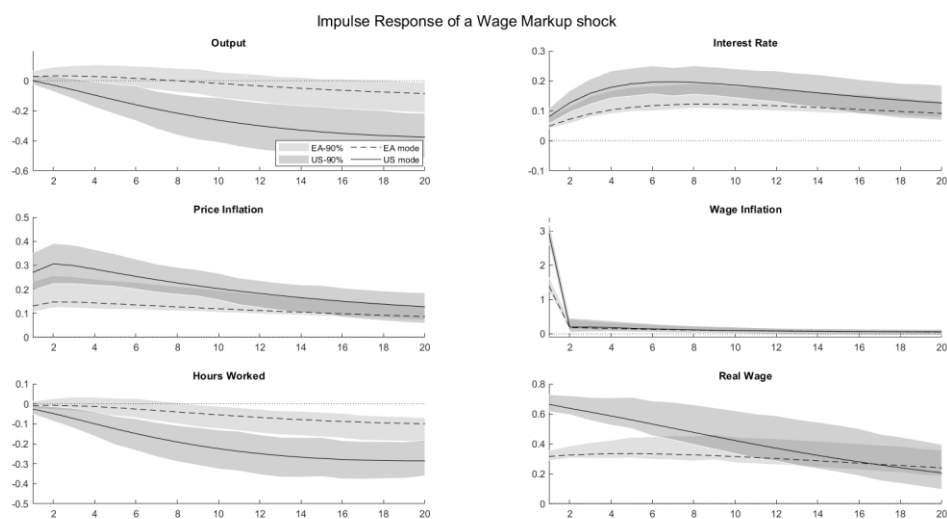 Impulse Response of a Wage Markup shock
Output
0
-0.2
-0.4
-0.6
2 4 6 8 10 12 14 16 18 20
EA-90% EA mode
US-90% US mode
Interest Rate
0.3
0.2
0.1
0
-0.1
2 4 6 8 10 12 14 16 18 20
Price Inflation
0.5
0.4
0.3
0.2
0.1
0
2 4 6 8 10 12 14 16 18 20
Wage Inflation
3
2
1
0
2 4 6 8 10 12 14 16 18 20
Hours Worked
0.1
0
-0.1
-0.2
-0.3
-0.4
-0.5
2 4 6 8 10 12 14 16 18 20
Real Wage
0.8
0.6
0.4
0.2
0
2 4 6 8 10 12 14 16 18 20